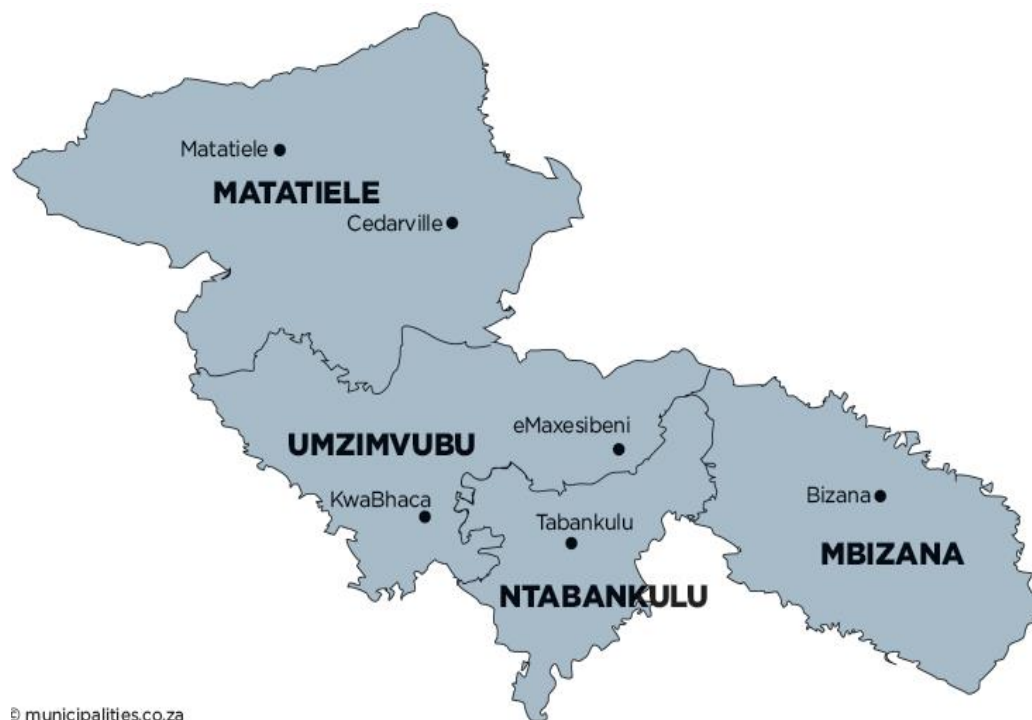 Matatiele
MATATIELE
Cedarville
eMaxesibeni
UMZIMVUBU
KwaBhaca
Bizana
Tabankulu
MBIZANA
NTABANKULU
© municipalities.co.za